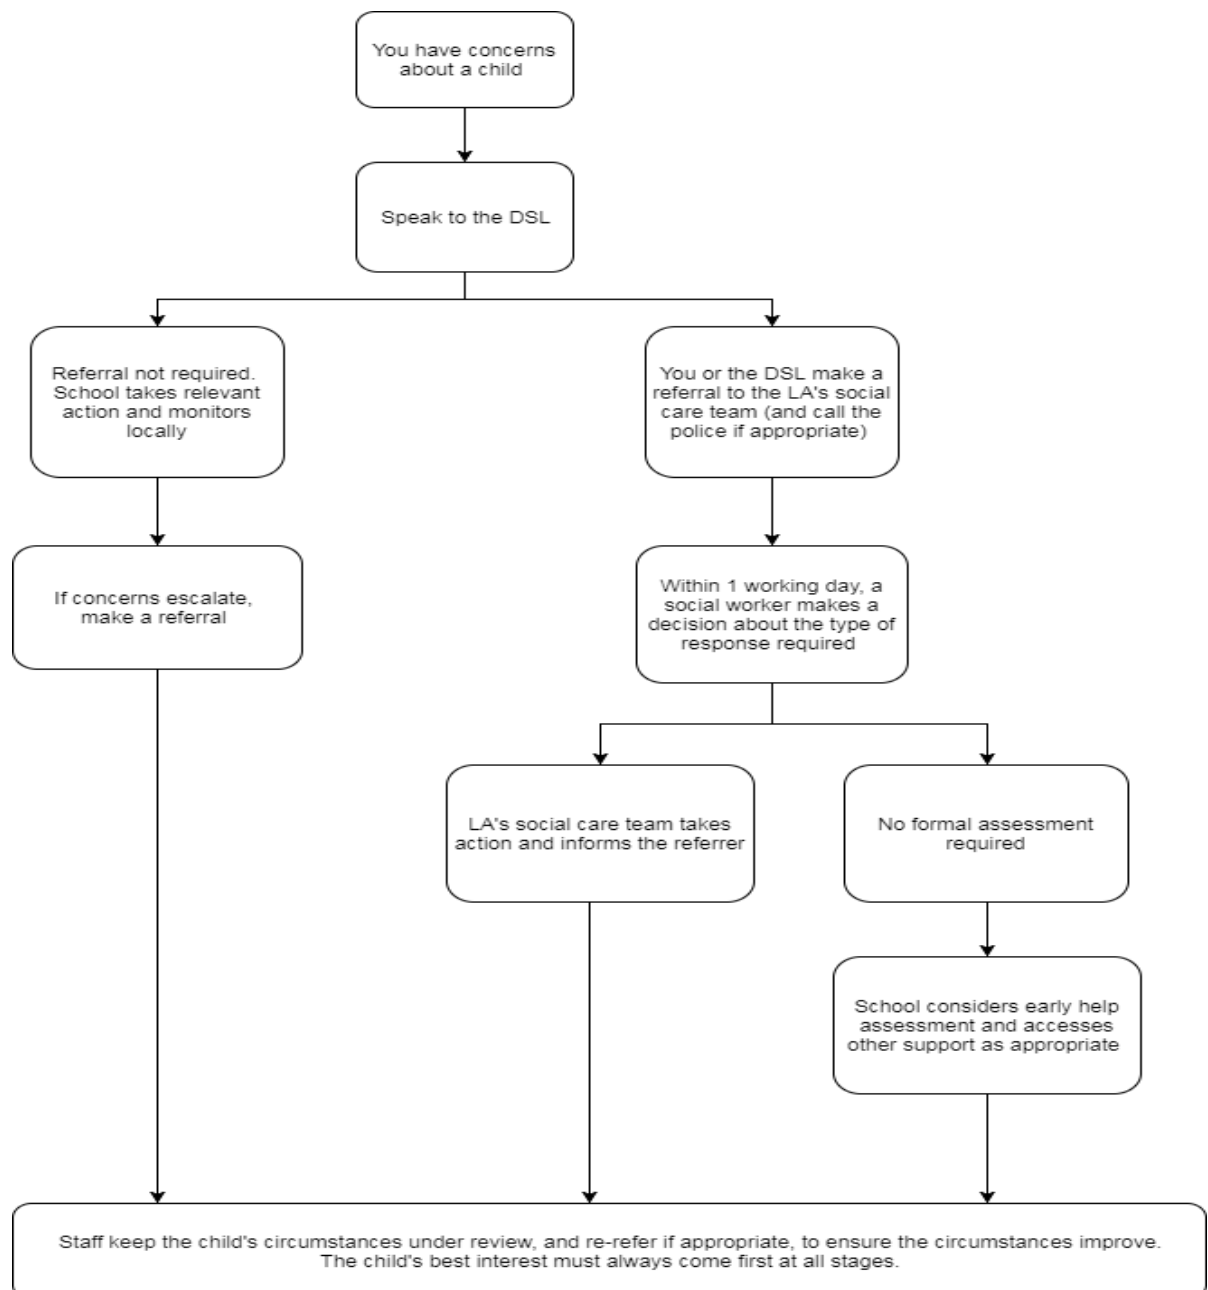 You have concerns
about a child
Speak to the DSL
Referral not required.
School takes relevant
action and monitors
locally
You or the DSL make a
referral to the LA's social
care team (and call the
police if appropriate)
If concerns escalate,
make a referral
Within 1 working day, a
social worker makes a
decision about the type of
response required
LA's social care team takes
action and informs the referrer
No formal assessment
required
School considers early help
assessment and accesses
other support as appropriate
Staff keep the child's circumstances under review, and re-refer if appropriate, to ensure the circumstances improve.
The child's best interest must always come first at all stages.